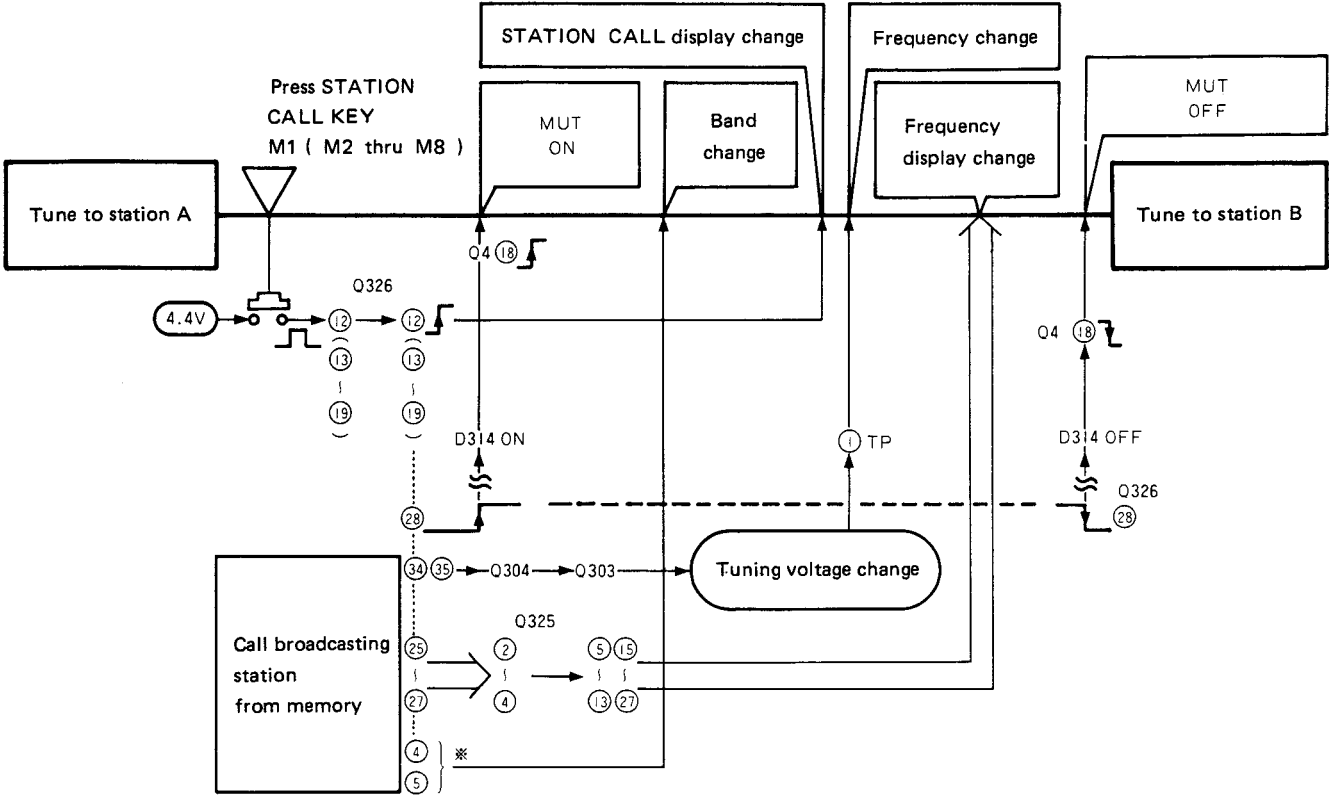 STATION CALL display change
Frequency change
Press STATION
CALL KEY
M1 ( M2 thru M8 )
MUT
ON
Band
change
Frequency
display change
MUT
OFF
Tune to station A
Tune to station B
Q4 18
Q326
4.4V
12
12
Q4 18
13
13
~
~
19
19
D314 ON
1 TP
D314 OFF
Q326
28
28
34 35 Q304 Q303 Tuning voltage change
Q325
Call broadcasting
station
from memory
25
~
27
2
~
4
5 15
~ ~
13 27
4
5
※